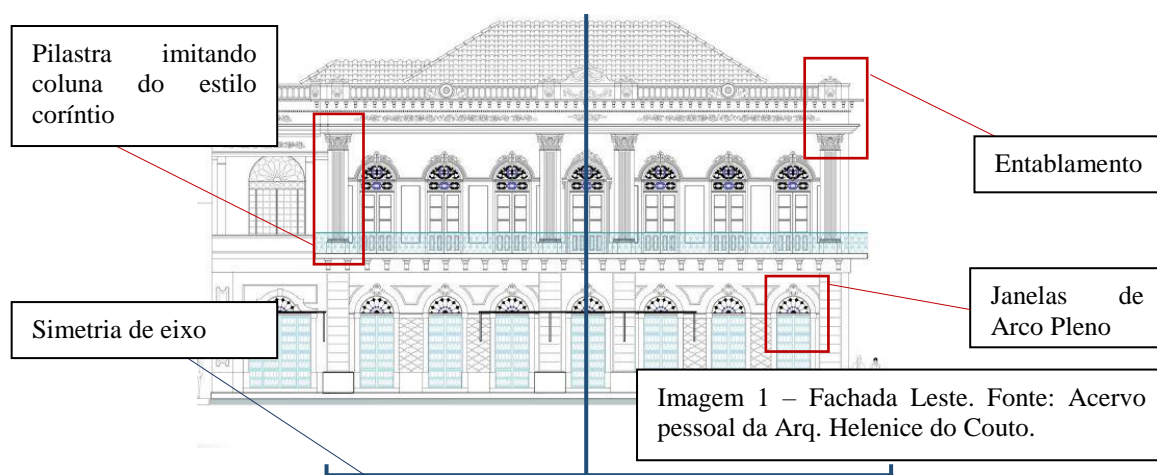 Pilastra imitando
coluna do estilo
coríntio
Entablamento
Janelas de
Arco Pleno
Simetria de eixo
Imagem 1 – Fachada Leste. Fonte: Acervo
pessoal da Arq. Helenice do Couto.